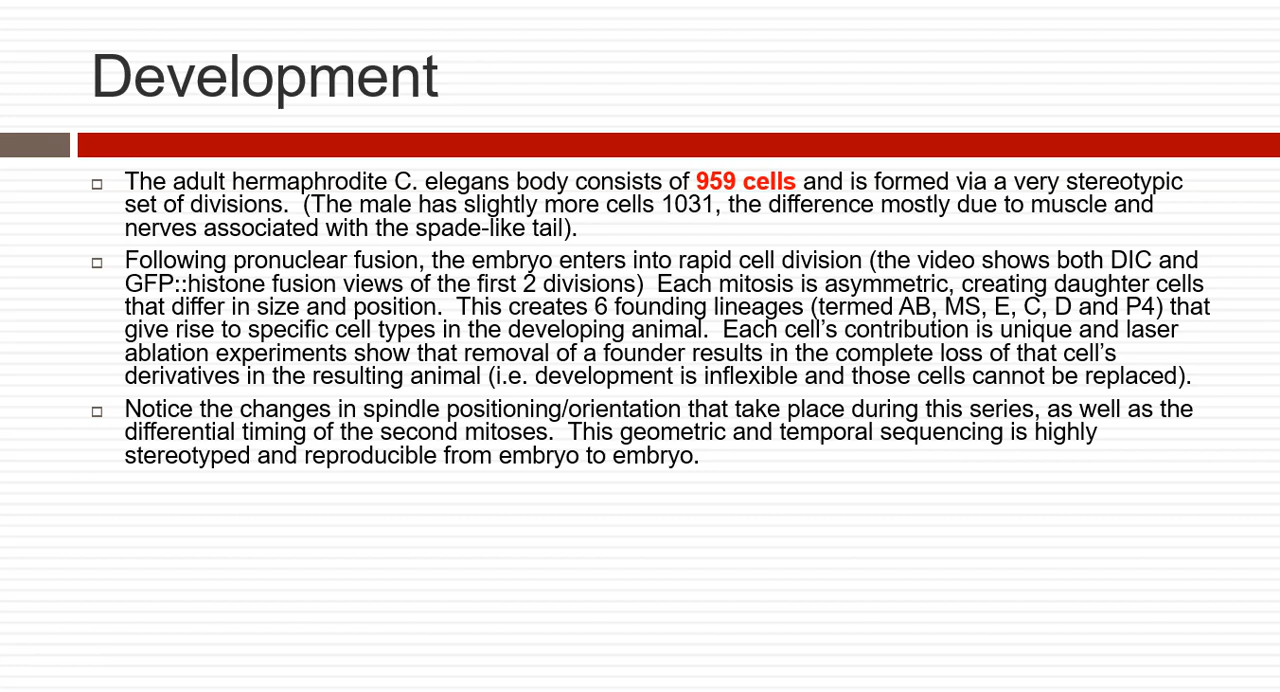 Development
The adult hermaphrodite C. elegans body consists of 959 cells and is formed via a very stereotypic
set of divisions.  (The male has slightly more cells 1031, the difference mostly due to muscle and
nerves associated with the spade-like tail).
Following pronuclear fusion, the embryo enters into rapid cell division (the video shows both DIC and
GFP::histone fusion views of the first 2 divisions)  Each mitosis is asymmetric, creating daughter cells
that differ in size and position.  This creates 6 founding lineages (termed AB, MS, E, C, D and P4) that
give rise to specific cell types in the developing animal.  Each cell’s contribution is unique and laser
ablation experiments show that removal of a founder results in the complete loss of that cell’s
derivatives in the resulting animal (i.e. development is inflexible and those cells cannot be replaced).
Notice the changes in spindle positioning/orientation that take place during this series, as well as the
differential timing of the second mitoses.  This geometric and temporal sequencing is highly
stereotyped and reproducible from embryo to embryo.